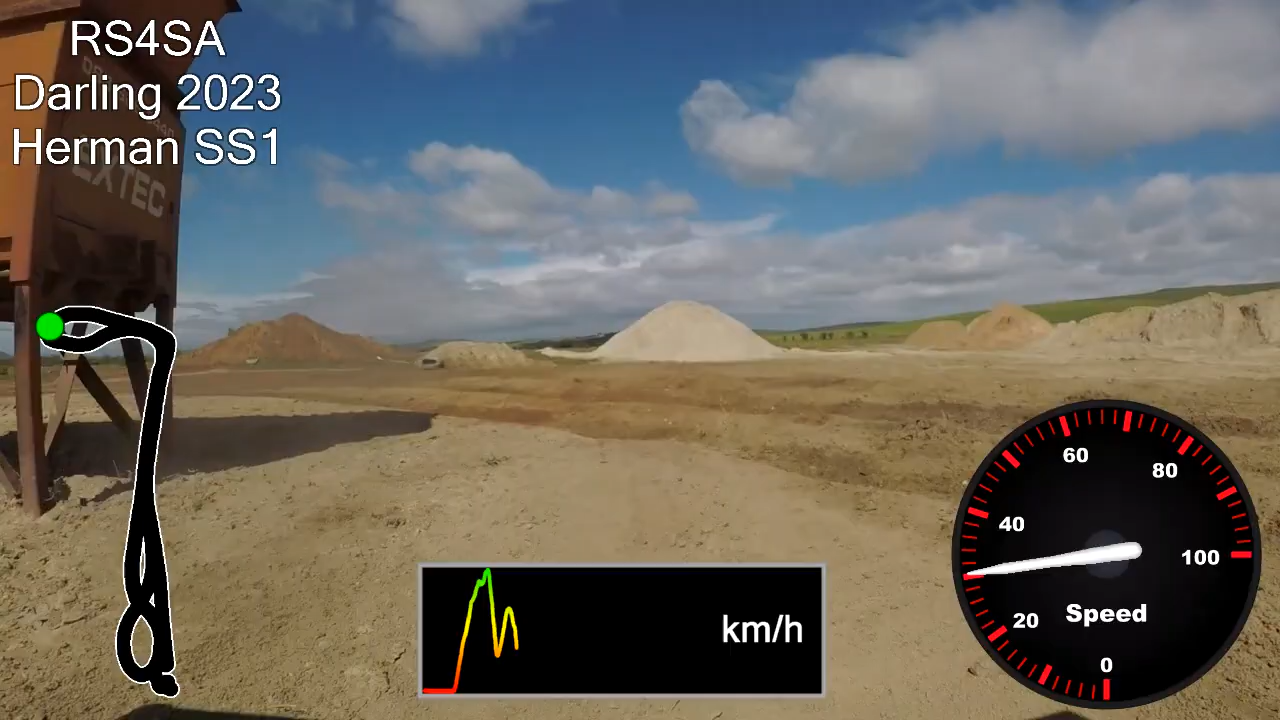 RS4SA
Darling 2023
Herman SS1
EXTEC
60
80
40
100
km/h
20
Speed
0